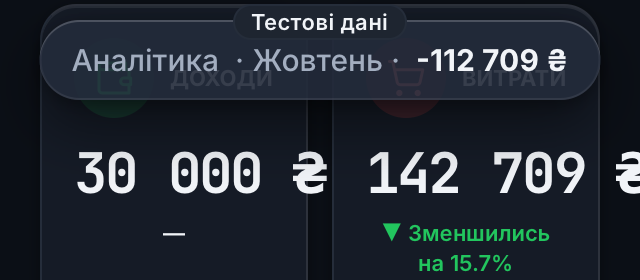 Тестові дані
Аналітика · Жовтень · -112 709 ₴
ДОХОДИ
ВИТРАТИ
30 000 ₴
142 709 ₴
—
▼ Зменшились
на 15.7%